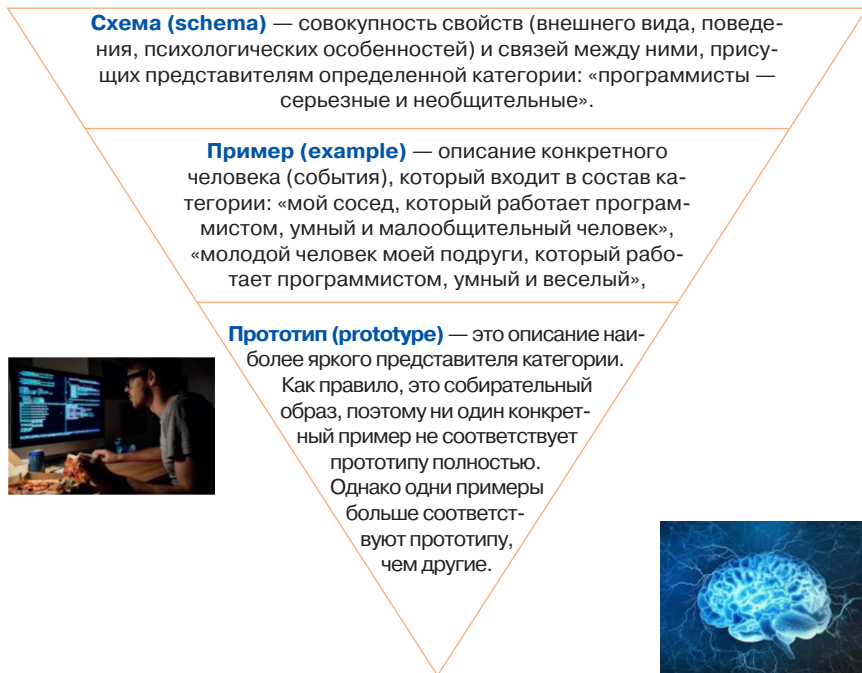 Схема (schema) — совокупность свойств (внешнего вида, поведе-
ния, психологических особенностей) и связей между ними, прису-
щих представителям определенной категории: «программисты —
серьезные и необщительные».
Пример (example) — описание конкретного
человека (события), который входит в состав ка-
тегории: «мой сосед, который работает програм-
мистом, умный и малообщительный человек»,
«молодой человек моей подруги, который рабо-
тает программистом, умный и веселый»,
Прототип (prototype) — это описание наи-
более яркого представителя категории.
Как правило, это собирательный
образ, поэтому ни один конкрет-
ный пример не соответствует
прототипу полностью.
Однако одни примеры
больше соответст-
вуют прототипу,
чем другие.